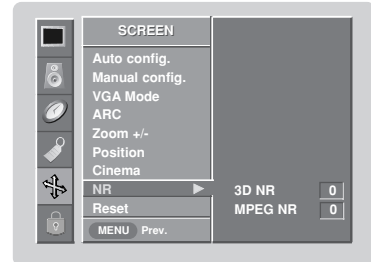 SCREEN
Auto config.
Manual config.
VGA Mode
ARC
Zoom +/-
Position
Cinema
NR ▶ 3D NR 0
Reset MPEG NR 0
MENU Prev.